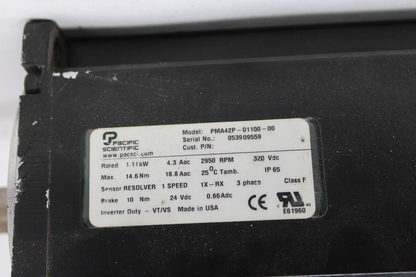 Pacific
Scientific
www.pacsci.com
Model: PMA42P-01100-00
Serial No.: 053909559
Cust. P/N:
Rated 1.11kW 4.3 Aac 2950 RPM 320 Vdc
Max. 14.6Nm 18.8 Aac 25°C Tamb. IP 65
Sensor RESOLVER 1 SPEED 1X-RX 3 phase Class F
Brake 10 Nm 24 Vdc 0.66Adc
Inverter Duty - VT/VS Made in USA
CE
c RU US
E61960